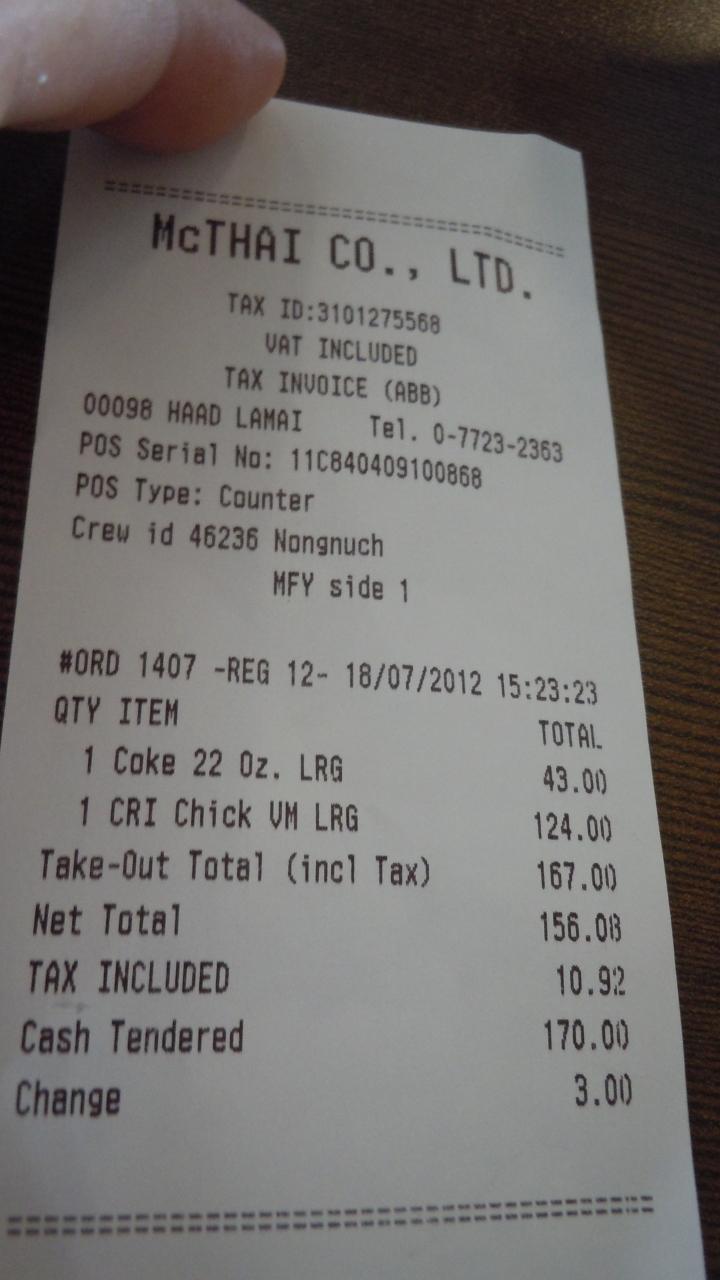 McTHAI CO., LTD.
TAX ID:3101275568
VAT INCLUDED
TAX INVOICE (ABB)
00098 HAAD LAMAI Tel. 0-7723-2363
POS Serial No: 11C840409100868
POS Type: Counter
Crew id 46236 Nongnuch
MFY side 1
#ORD 1407 -REG 12- 18/07/2012 15:23:23
QTY ITEM TOTAL
1 Coke 22 Oz. LRG 43.00
1 CRI Chick VM LRG 124.00
Take-Out Total (incl Tax) 167.00
Net Total 156.08
TAX INCLUDED 10.92
Cash Tendered 170.00
Change 3.00